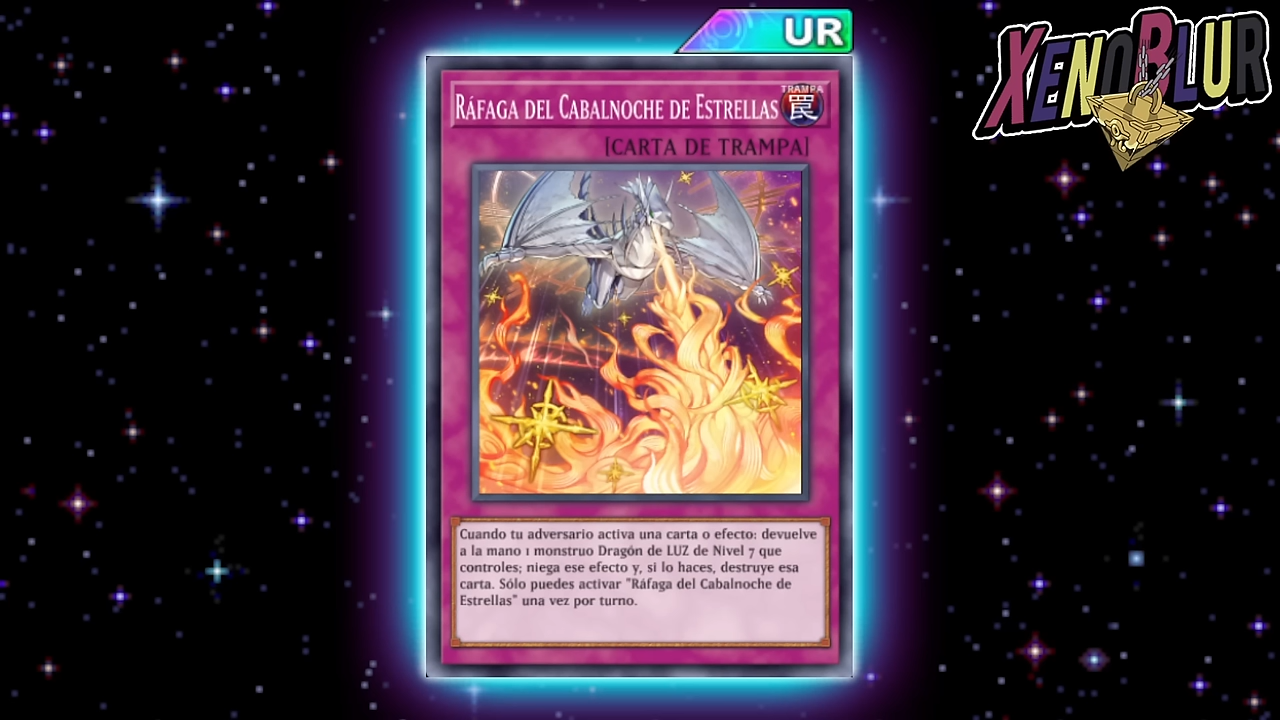 UR
XENOBLUR
RÁFAGA DEL CABALNOCHE DE ESTRELLAS
TRAMPA
罠
[CARTA DE TRAMPA]
Cuando tu adversario activa una carta o efecto: devuelve
a la mano 1 monstruo Dragón de LUZ de Nivel 7 que
controles; niega ese efecto y, si lo haces, destruye esa
carta. Sólo puedes activar "Ráfaga del Cabalnoche de
Estrellas" una vez por turno.